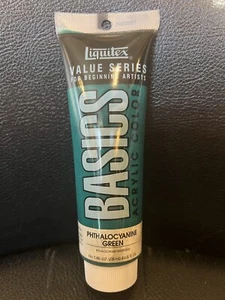 Liquitex
VALUE SERIES
FOR BEGINNING ARTISTS
BASICS
ACRYLIC COLOR
PHTHALOCYANINE
GREEN